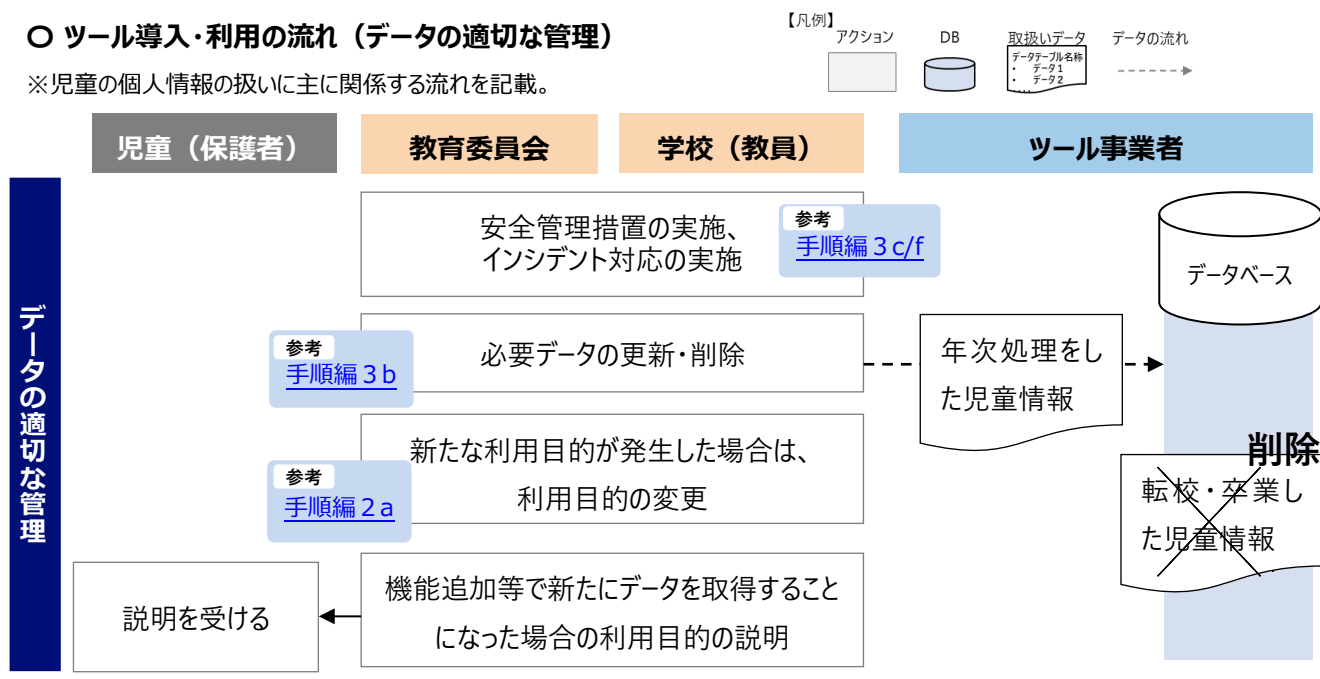 〇 ツール導入・利用の流れ（データの適切な管理）
※児童の個人情報の扱いに主に関係する流れを記載。
【凡例】
アクション
DB
取扱いデータ
データテーブル名称
・ データ1
・ データ2
・…
データの流れ
児童（保護者）
教育委員会
学校（教員）
ツール事業者
データの適切な管理
安全管理措置の実施、
インシデント対応の実施
参考
手順編３c/f
データベース
参考
手順編３b
必要データの更新・削除
年次処理をし
た児童情報
新たな利用目的が発生した場合は、
利用目的の変更
参考
手順編２a
削除
転校・卒業し
た児童情報
説明を受ける
機能追加等で新たにデータを取得すること
になった場合の利用目的の説明